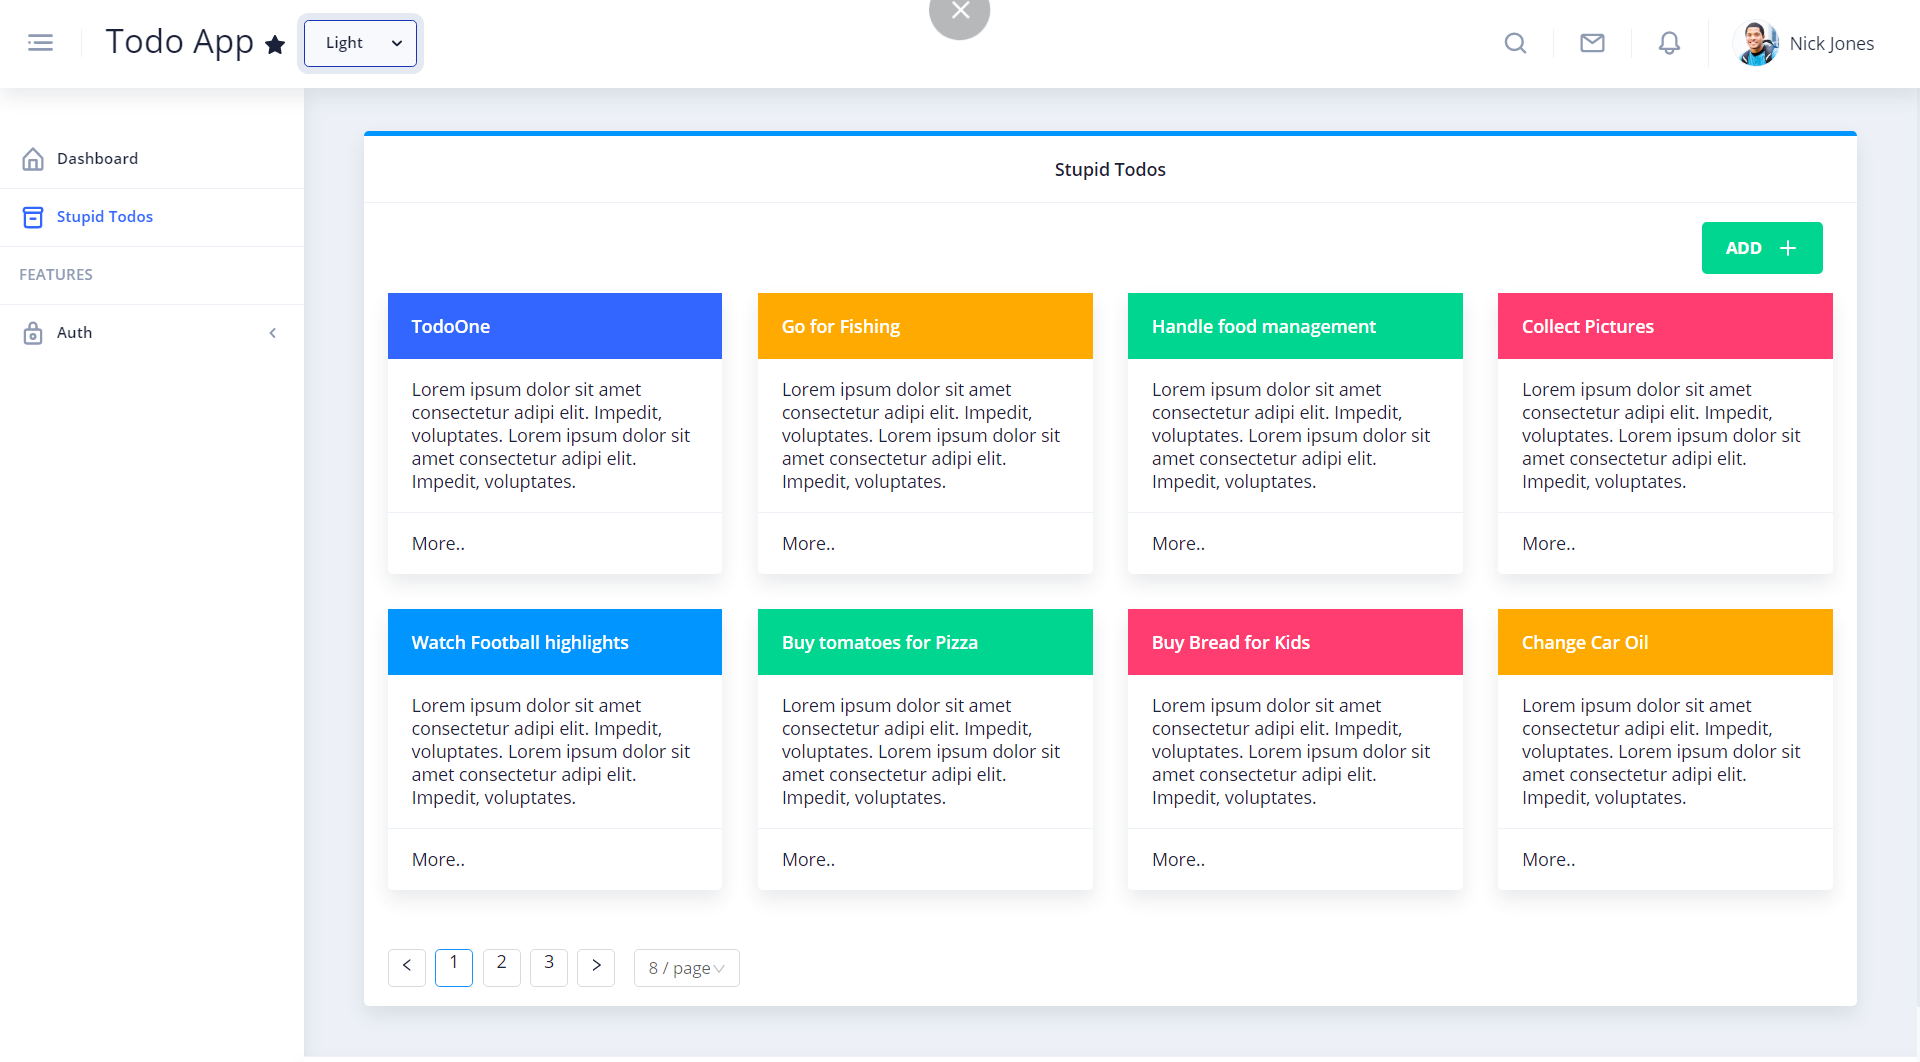 Todo App
Light
Nick Jones
Dashboard
Stupid Todos
FEATURES
Auth
Stupid Todos
ADD
TodoOne
Lorem ipsum dolor sit amet
consectetur adipi elit. Impedit,
voluptates. Lorem ipsum dolor sit
amet consectetur adipi elit.
Impedit, voluptates.
More..
Go for Fishing
Lorem ipsum dolor sit amet
consectetur adipi elit. Impedit,
voluptates. Lorem ipsum dolor sit
amet consectetur adipi elit.
Impedit, voluptates.
More..
Handle food management
Lorem ipsum dolor sit amet
consectetur adipi elit. Impedit,
voluptates. Lorem ipsum dolor sit
amet consectetur adipi elit.
Impedit, voluptates.
More..
Collect Pictures
Lorem ipsum dolor sit amet
consectetur adipi elit. Impedit,
voluptates. Lorem ipsum dolor sit
amet consectetur adipi elit.
Impedit, voluptates.
More..
Watch Football highlights
Lorem ipsum dolor sit amet
consectetur adipi elit. Impedit,
voluptates. Lorem ipsum dolor sit
amet consectetur adipi elit.
Impedit, voluptates.
More..
Buy tomatoes for Pizza
Lorem ipsum dolor sit amet
consectetur adipi elit. Impedit,
voluptates. Lorem ipsum dolor sit
amet consectetur adipi elit.
Impedit, voluptates.
More..
Buy Bread for Kids
Lorem ipsum dolor sit amet
consectetur adipi elit. Impedit,
voluptates. Lorem ipsum dolor sit
amet consectetur adipi elit.
Impedit, voluptates.
More..
Change Car Oil
Lorem ipsum dolor sit amet
consectetur adipi elit. Impedit,
voluptates. Lorem ipsum dolor sit
amet consectetur adipi elit.
Impedit, voluptates.
More..
1 2 3 8 / page